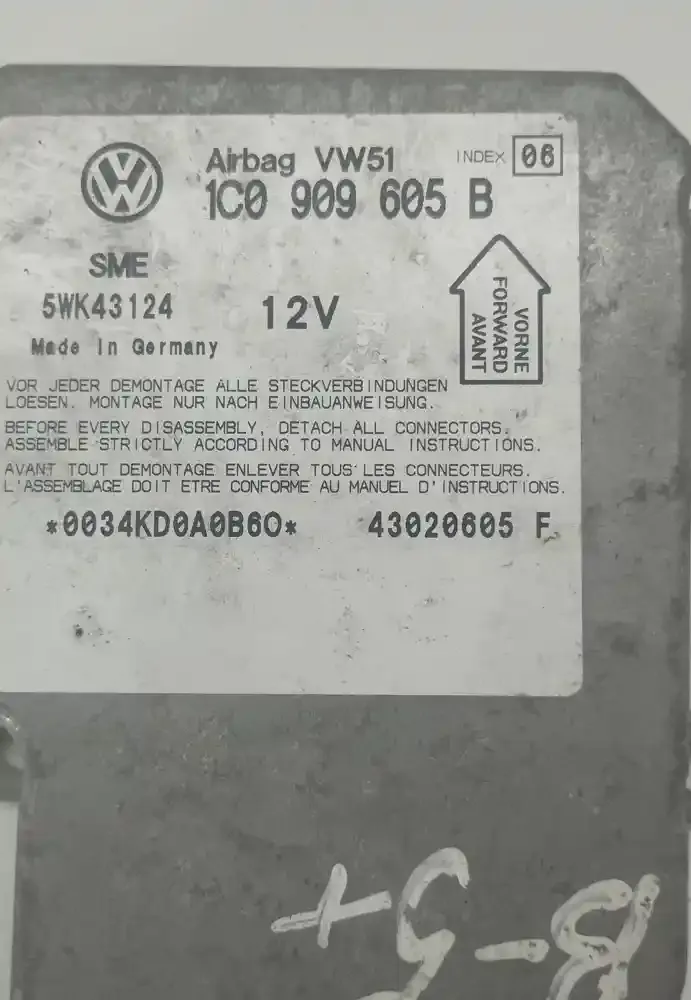 Airbag VW51 INDEX 06
1C0 909 605 B
SME
5WK43124 12V
Made in Germany
VORNE
FORWARD
AVANT
VOR JEDER DEMONTAGE ALLE STECKVERBINDUNGEN
LOESEN. MONTAGE NUR NACH EINBAUANWEISUNG.
BEFORE EVERY DISASSEMBLY, DETACH ALL CONNECTORS.
ASSEMBLE STRICTLY ACCORDING TO MANUAL INSTRUCTIONS.
AVANT TOUT DEMONTAGE ENLEVER TOUS LES CONNECTEURS.
L'ASSEMBLAGE DOIT ETRE CONFORME AU MANUEL D'INSTRUCTIONS.
*0034KD0A0B6O* 43020605 F